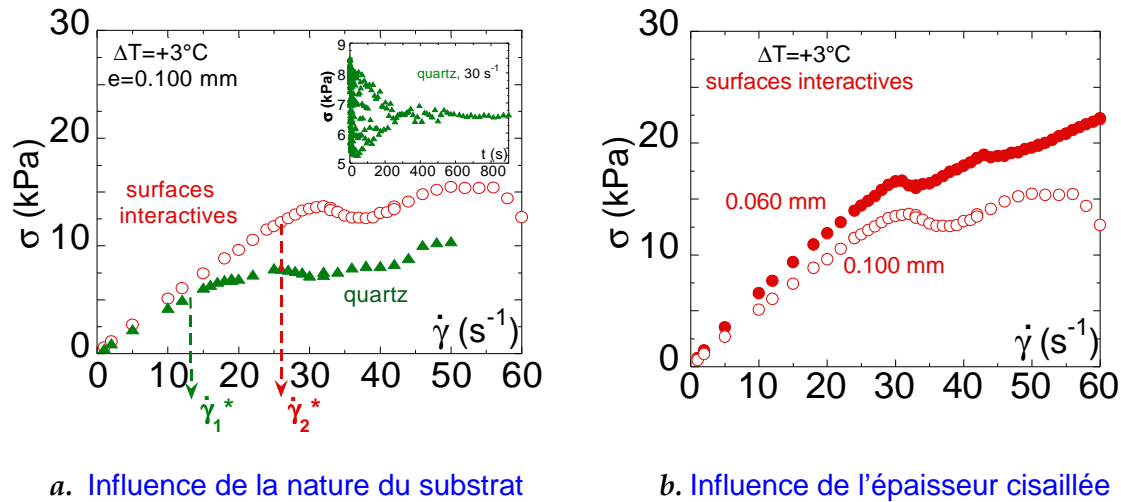 30
20
10
0
σ (kPa)
ΔT=+3°C
e=0.100 mm
9
8
7
6
5
σ (kPa)
quartz, 30 s⁻¹
t (s)
0 200 400 600 800
surfaces
interactives
quartz
γ̇ (s⁻¹)
0 10 20 30 40 50 60
γ̇₁*
γ̇₂*
a. Influence de la nature du substrat
30
20
10
0
σ (kPa)
ΔT=+3°C
surfaces interactives
0.060 mm
0.100 mm
γ̇ (s⁻¹)
0 10 20 30 40 50 60
b. Influence de l'épaisseur cisaillée